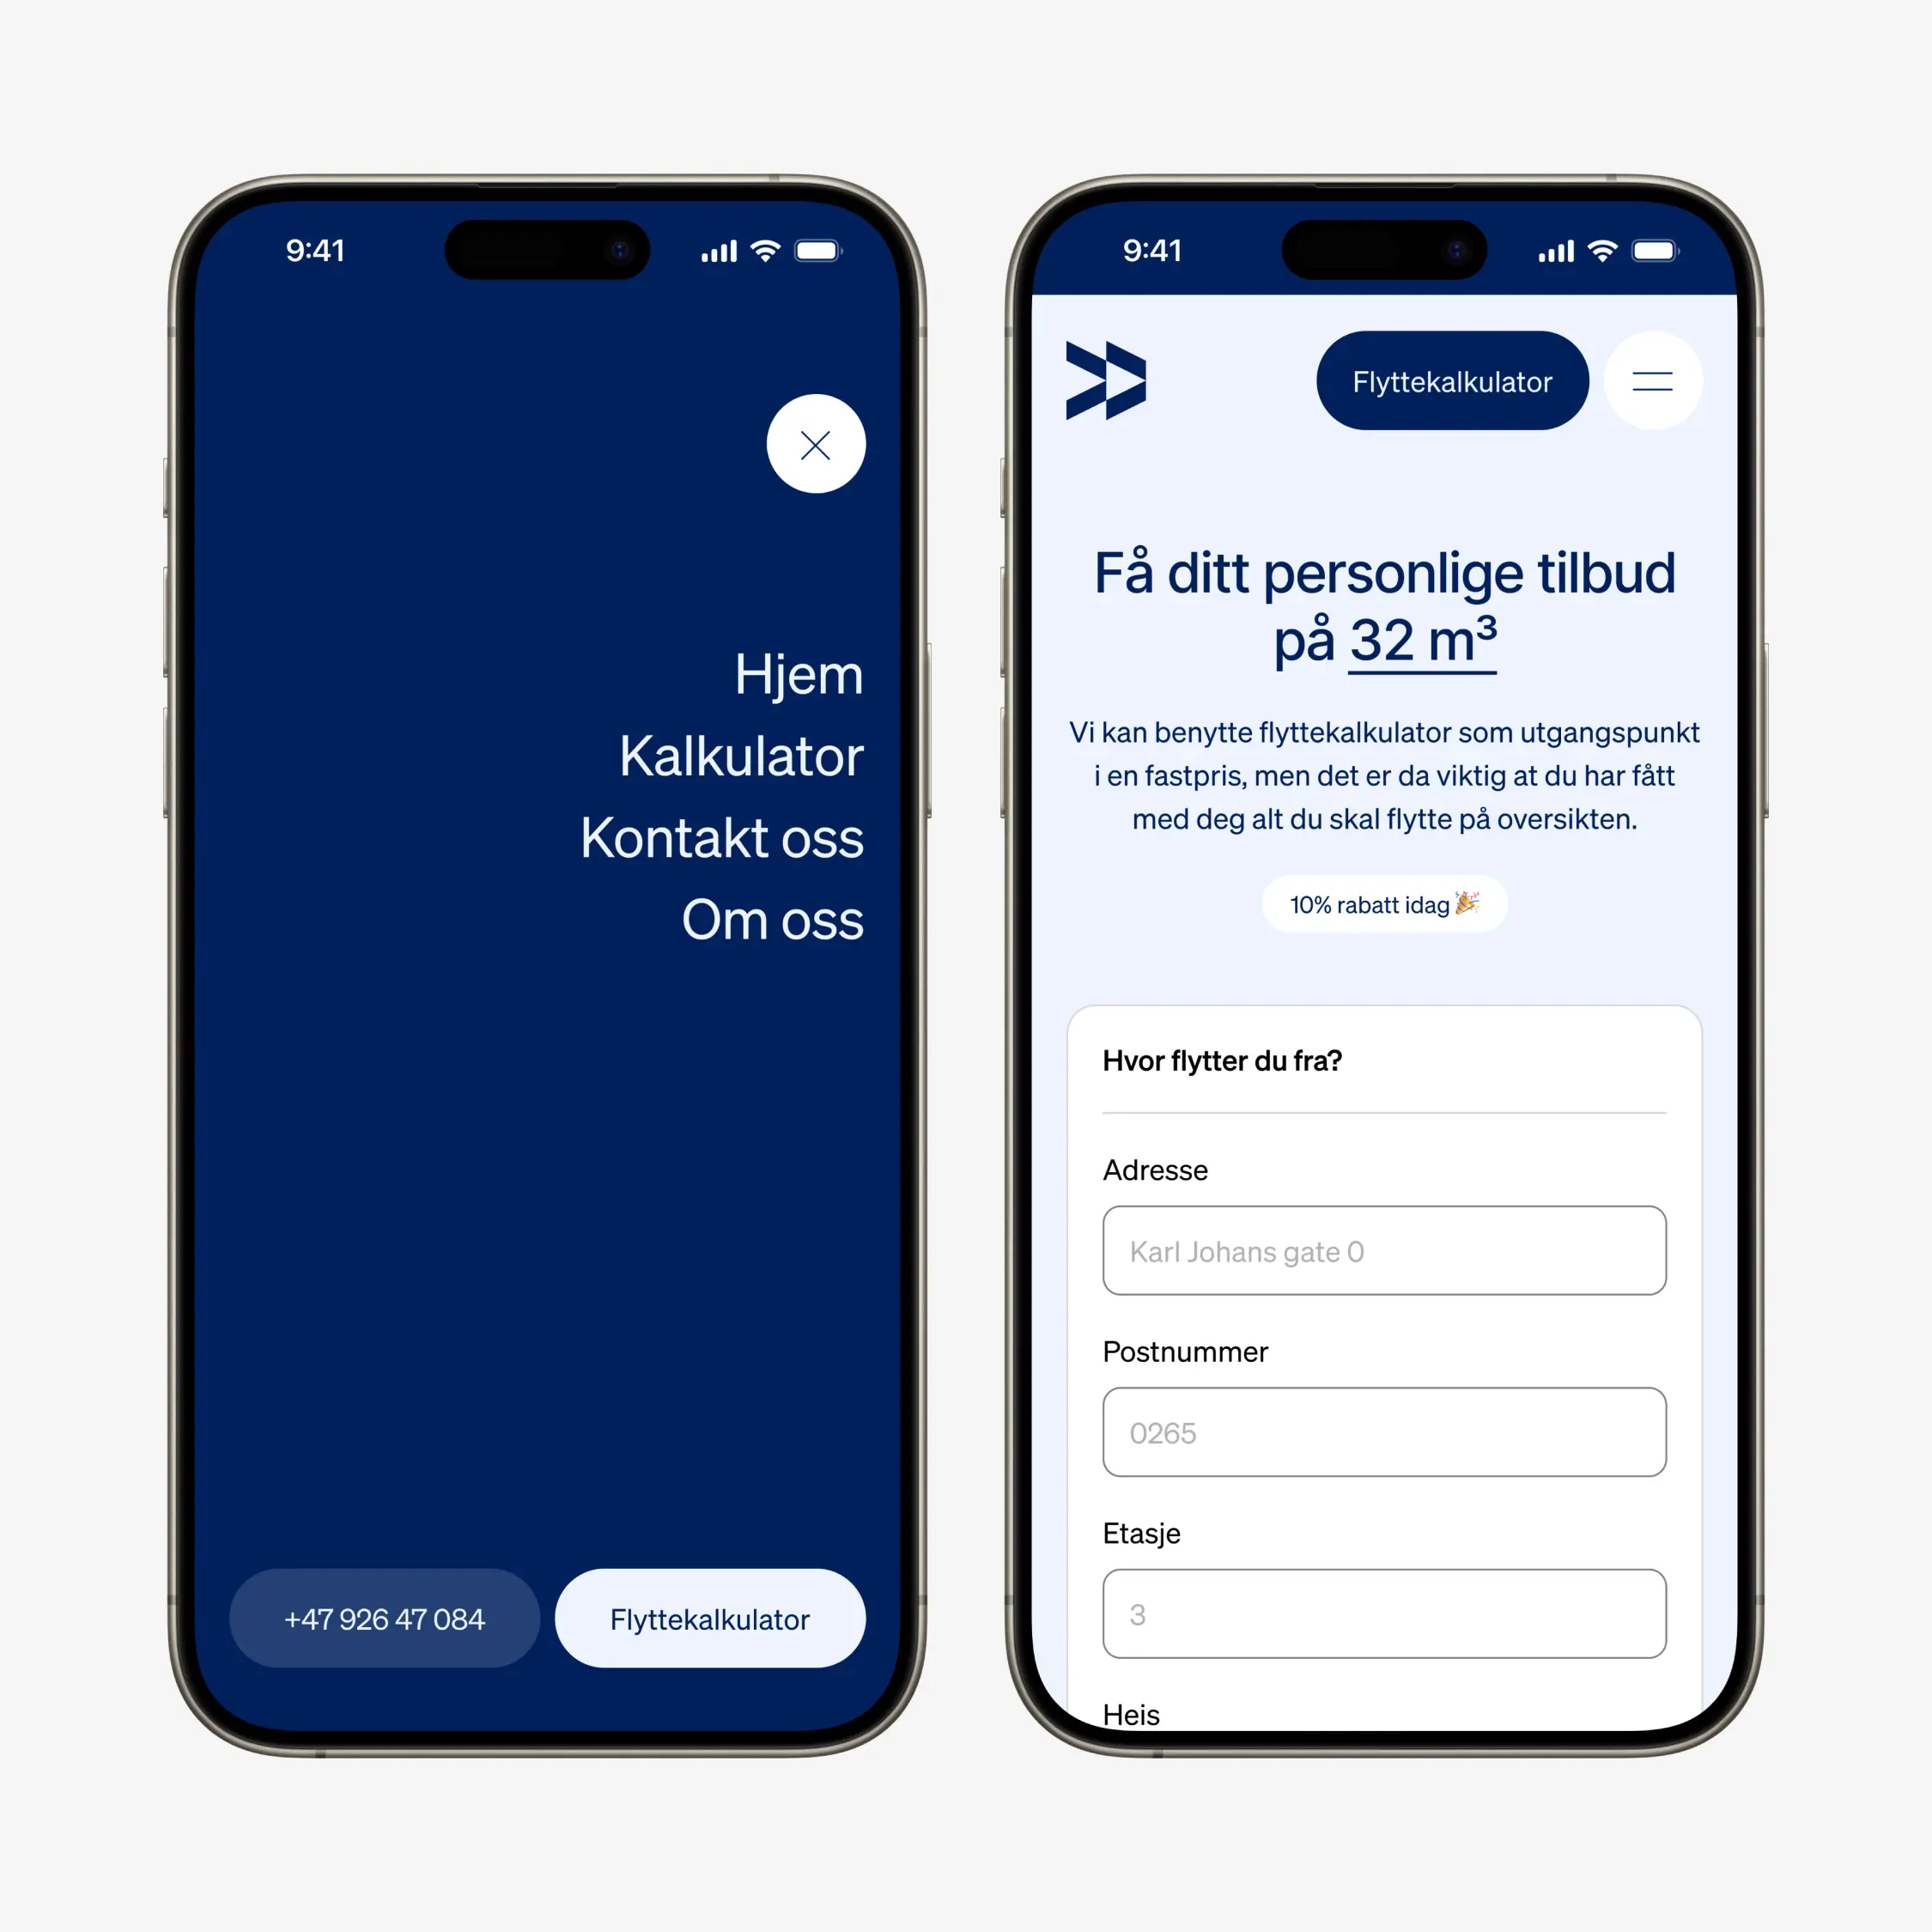 9:41
Hjem
Kalkulator
Kontakt oss
Om oss
+47 926 47 084
Flyttekalkulator
9:41
Flyttekalkulator
Få ditt personlige tilbud
på 32 m³
Vi kan benytte flyttekalkulator som utgangspunkt
i en fastpris, men det er da viktig at du har fått
med deg alt du skal flytte på oversikten.
10% rabatt idag🎉
Hvor flytter du fra?
Adresse
Karl Johans gate 0
Postnummer
0265
Etasje
3
Heis